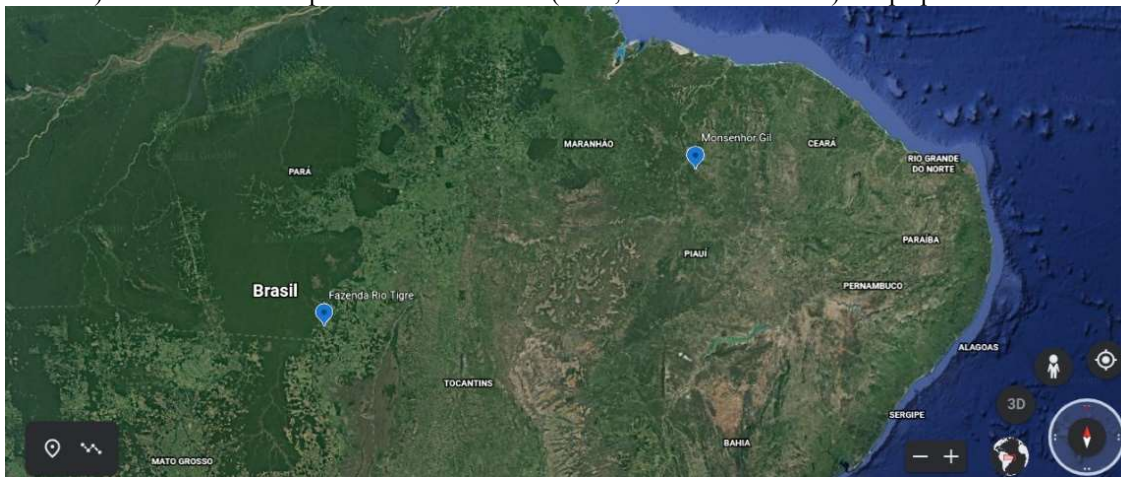 MARANHÃO
Monsenhor Gil
CEARÁ
RIO GRANDE
DO NORTE
PARÁ
PARAÍBA
PIAUÍ
PERNAMBUCO
Brasil
Fazenda Rio Tigre
ALAGOAS
TOCANTINS
3D
SERGIPE
BAHIA
MATO GROSSO